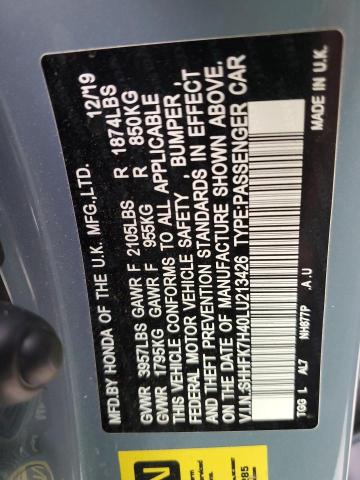 MFD.BY HONDA OF THE U.K. MFG.,LTD. 12/19
GVWR 3957LBS GAWR F 2105LBS R 1874LBS
GVWR 1795KG GAWR F 955KG R 850KG
THIS VEHICLE CONFORMS TO ALL APPLICABLE
FEDERAL MOTOR VEHICLE SAFETY, BUMPER,
AND THEFT PREVENTION STANDARDS IN EFFECT
ON THE DATE OF MANUFACTURE SHOWN ABOVE.
V.I.N.:SHHFK7H40LU213426 TYPE:PASSENGER CAR
TGG L AL7 NH877P .A.U MADE IN U.K.
N
285